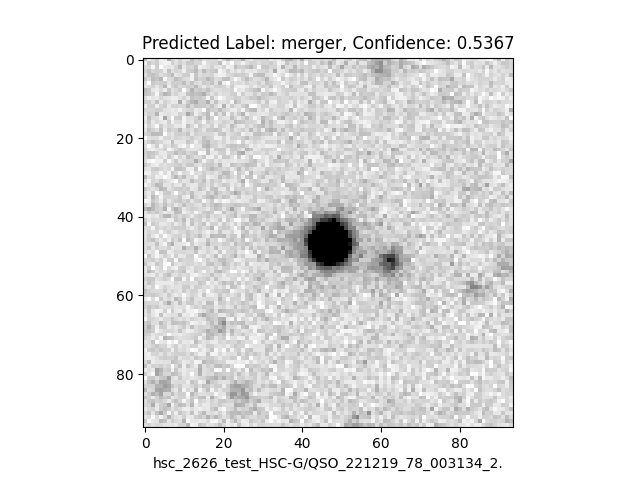 Predicted Label: merger, Confidence: 0.5367
0
20
40
60
80
0 20 40 60 80
hsc_2626_test_HSC-G/QSO_221219_78_003134_2.